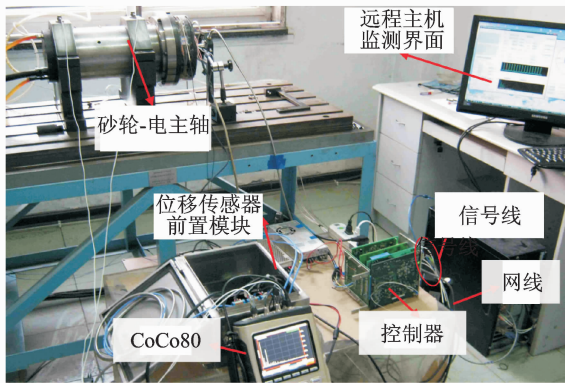 远程主机
监测界面
砂轮-电主轴
位移传感器
前置模块
信号线
网线
控制器
CoCo80